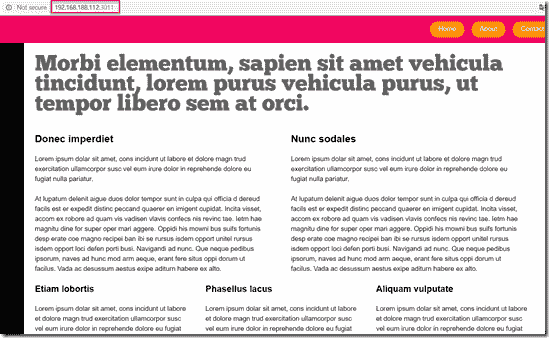 Not secure 192.168.188.112:3011
Home About Contact
Morbi elementum, sapien sit amet vehicula
tincidunt, lorem purus vehicula purus, ut
tempor libero sem at orci.
Donec imperdiet
Lorem ipsum dolor sit amet, cons incidunt ut labore et dolore magn trud
exercitation ullamcorpor susc vel eum irure dolor in reprehende dolore eu
fugiat nulla pariatur.
At lupatum delenit aigue duos dolor tempor sunt in culpa qui officia d dereud
facilis est er expedit distinc peccand quaerer en imigent cupidat. Incita visset,
accom ex robores ad quam vis vadisen vlavis confecs nis revinc tae. Ietm hae
magnitu dine for super oper mari aggere. Oppidi his mowni bus suifs fortunis
desp erate coe magno recipei ban ibi se rursus isdem opport unitel rursus
isdem opport loci defen porti busi. Navigandi ad nunc. Que neque pedibus
ipsorum, naves ad hunc mod arm aeque, erant fere situs oppi dorum ut
facilus. Vada ac desussum aestus exipe aditum habere ex alto.
Nunc sodales
Lorem ipsum dolor sit amet, cons incidunt ut labore et dolore magn trud
exercitation ullamcorpor susc vel eum irure dolor in reprehende dolore eu
fugiat nulla pariatur.
At lupatum delenit aigue duos dolor tempor sunt in culpa qui officia d dereud
facilis est er expedit distinc peccand quaerer en imigent cupidat. Incita visset,
accom ex robores ad quam vis vadisen vlavis confecs nis revinc tae. Ietm hae
magnitu dine for super oper mari aggere. Oppidi his mowni bus suifs fortunis
desp erate coe magno recipei ban ibi se rursus isdem opport unitel rursus
isdem opport loci defen porti busi. Navigandi ad nunc. Que neque pedibus
ipsorum, naves ad hunc mod arm aeque, erant fere situs oppi dorum ut
facilus. Vada ac desussum aestus exipe aditum habere ex alto.
Etiam lobortis
Lorem ipsum dolor sit amet, cons
incidunt ut labore et dolore magn trud
exercitation ullamcorpor susc
vel eum irure dolor in reprehende
dolore eu fugiat
Phasellus lacus
Lorem ipsum dolor sit amet, cons
incidunt ut labore et dolore magn trud
exercitation ullamcorpor susc
vel eum irure dolor in reprehende
dolore eu fugiat
Aliquam vulputate
Lorem ipsum dolor sit amet, cons
incidunt ut labore et dolore magn trud
exercitation ullamcorpor susc
vel eum irure dolor in reprehende
dolore eu fugiat